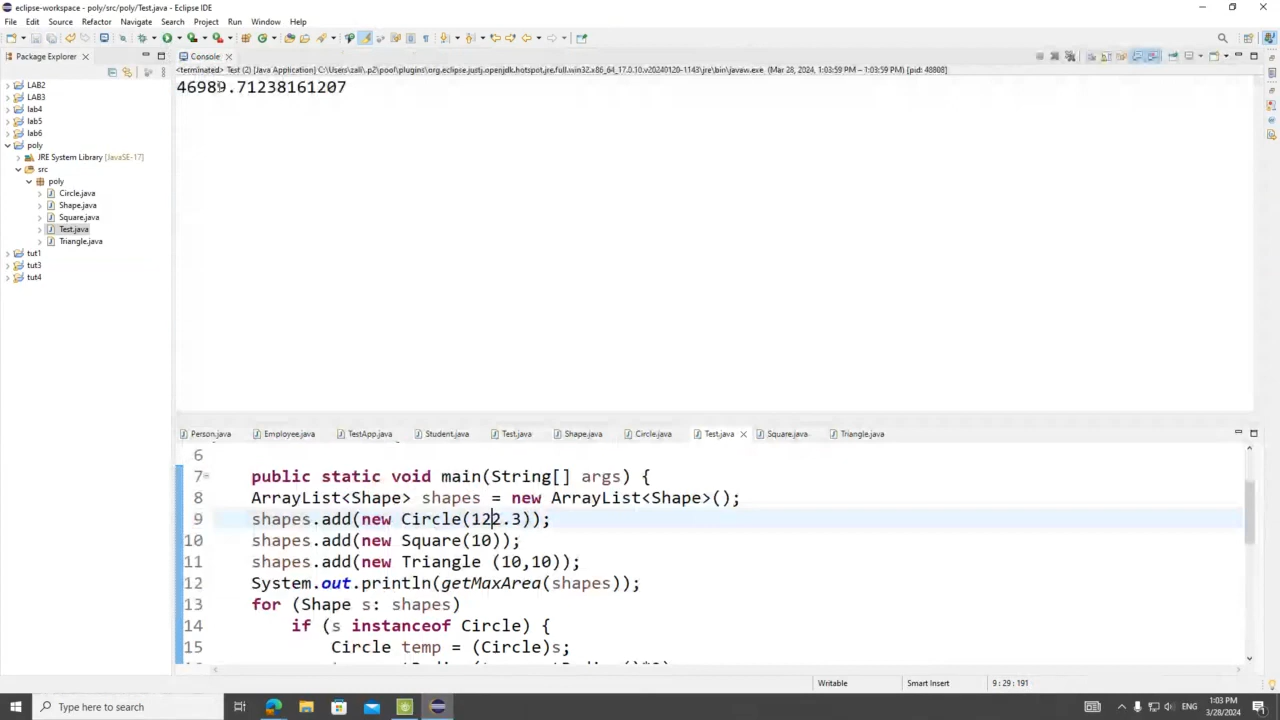 eclipse-workspace - poly/src/poly/Test.java - Eclipse IDE
File Edit Source Refactor Navigate Search Project Run Window Help
Package Explorer
Console
<terminated> Test (2) [Java Application] C:\Users\zali\.p2\pool\plugins\org.eclipse.justj.openjdk.hotspot.jre.full.win32.x86_64_17.0.10.v20240120-1143\jre\bin\javaw.exe (Mar 28, 2024, 1:03:59 PM – 1:03:59 PM) [pid: 48808]
46989.71238161207
LAB2
LAB3
lab4
lab5
lab6
poly
JRE System Library [JavaSE-17]
src
poly
Circle.java
Shape.java
Square.java
Test.java
Triangle.java
tut1
tut3
tut4
Person.java Employee.java TestApp.java Student.java Test.java Shape.java Circle.java Test.java Square.java Triangle.java
6
7 public static void main(String[] args) {
8 ArrayList<Shape> shapes = new ArrayList<Shape>();
9 shapes.add(new Circle(122.3));
10 shapes.add(new Square(10));
11 shapes.add(new Triangle (10,10));
12 System.out.println(getMaxArea(shapes));
13 for (Shape s: shapes)
14 if (s instanceof Circle) {
15 Circle temp = (Circle)s;
Writable Smart Insert 9 : 29 : 191
Type here to search
ENG
1:03 PM
3/28/2024